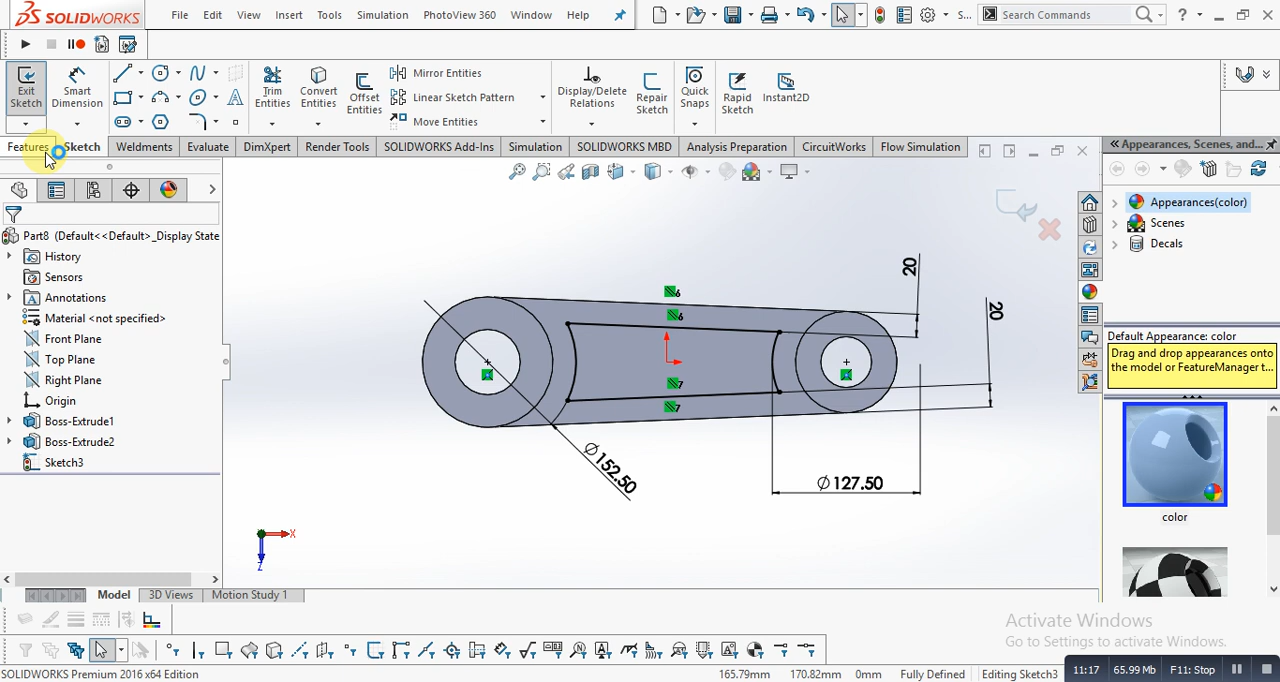 SOLIDWORKS File Edit View Insert Tools Simulation PhotoView 360 Window Help S... Search Commands ?
Exit Sketch
Smart Dimension
Trim Entities
Convert Entities
Offset Entities
Mirror Entities
Linear Sketch Pattern
Move Entities
Display/Delete Relations
Repair Sketch
Quick Snaps
Rapid Sketch
Instant2D
Features Sketch Weldments Evaluate DimXpert Render Tools SOLIDWORKS Add-Ins Simulation SOLIDWORKS MBD Analysis Preparation CircuitWorks Flow Simulation
Appearances, Scenes, and...
Part8 (Default<<Default>_Display State
History
Sensors
Annotations
Material <not specified>
Front Plane
Top Plane
Right Plane
Origin
Boss-Extrude1
Boss-Extrude2
Sketch3
20
20
6
6
7
7
∅152.50
∅127.50
X
Z
Appearances(color)
Scenes
Decals
Default Appearance: color
Drag and drop appearances onto
the model or FeatureManager t...
color
Model 3D Views Motion Study 1
Activate Windows
Go to Settings to activate Windows.
SOLIDWORKS Premium 2016 x64 Edition 165.79mm 170.82mm 0mm Fully Defined Editing Sketch3 11:17 65.99 Mb F11: Stop